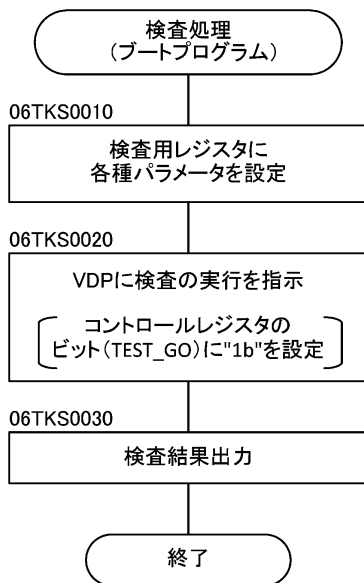 検査処理
(ブートプログラム)
06TKS0010
検査用レジスタに
各種パラメータを設定
06TKS0020
VDPに検査の実行を指示
コントロールレジスタの
ビット(TEST_GO)に"1b"を設定
06TKS0030
検査結果出力
終了